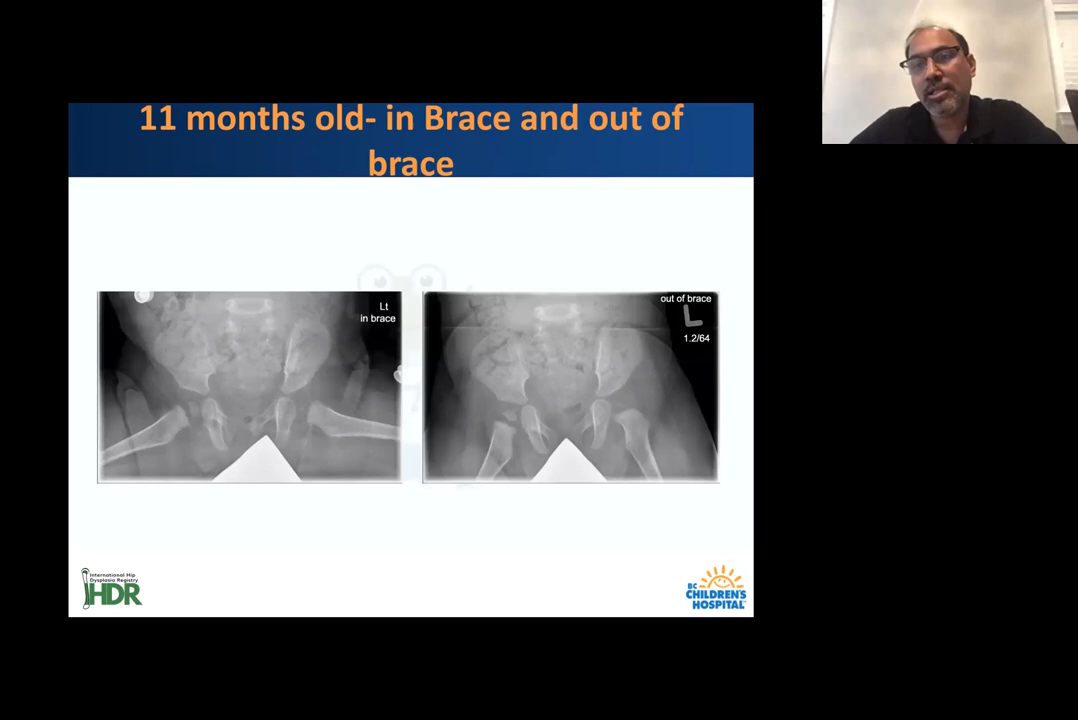 11 months old- in Brace and out of
brace
Lt
in brace
out of brace
L
1.2/64
International Hip
Dysplasia Registry
IHDR
BC
CHILDREN'S
HOSPITAL